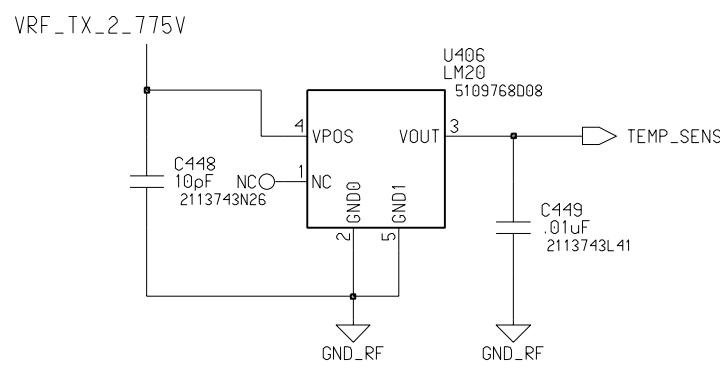 VRF_TX_2_775V
U406
LM20
5109768D08
4
VPOS
VOUT
3
TEMP_SENS
C448
10pF
2113743N26
NC
1
NC
GND0
GND1
2
5
C449
.01uF
2113743L41
GND_RF
GND_RF